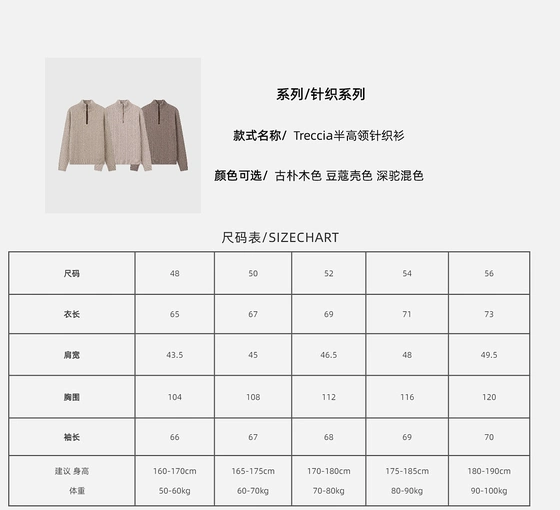 系列/针织系列
款式名称/ Treccia半高领针织衫
颜色可选/ 古朴木色 豆蔻壳色 深驼混色
尺码表/SIZECHART
尺码 48 50 52 54 56
衣长 65 67 69 71 73
肩宽 43.5 45 46.5 48 49.5
胸围 104 108 112 116 120
袖长 66 67 68 69 70
建议 身高 160-170cm 165-175cm 170-180cm 175-185cm 180-190cm
体重 50-60kg 60-70kg 70-80kg 80-90kg 90-100kg